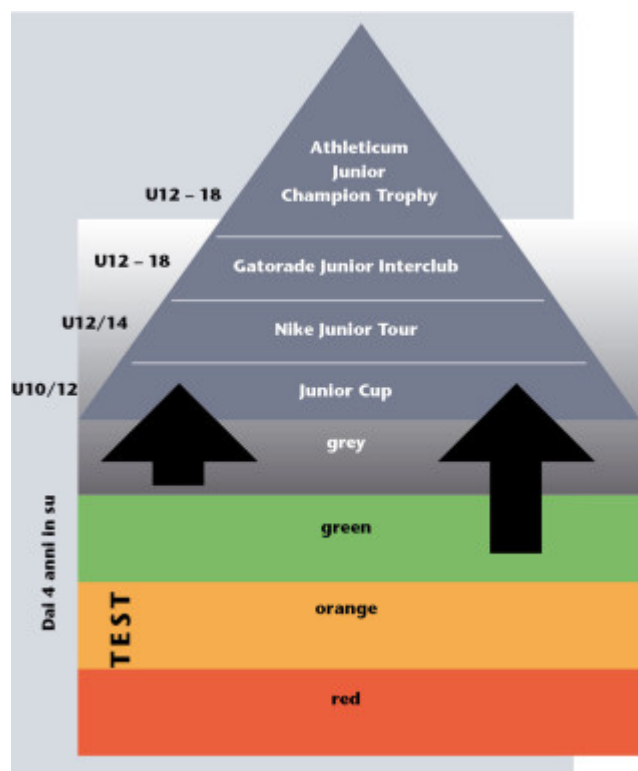 Athleticum
Junior
Champion Trophy
U12 – 18
U12 – 18
Gatorade Junior Interclub
U12/14
Nike Junior Tour
U10/12
Junior Cup
grey
green
orange
red
Dal 4 anni in su
TEST